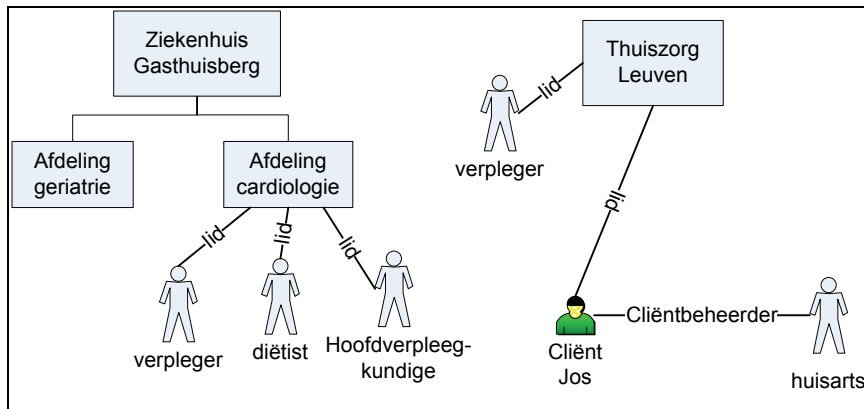 Ziekenhuis
Gasthuisberg
Thuiszorg
Leuven
lid
verpleger
Afdeling
geriatrie
Afdeling
cardiologie
lid
lid
lid
lid
verpleger
diëtist
Hoofdverpleeg-
kundige
Cliëntbeheerder
Cliënt
Jos
huisarts